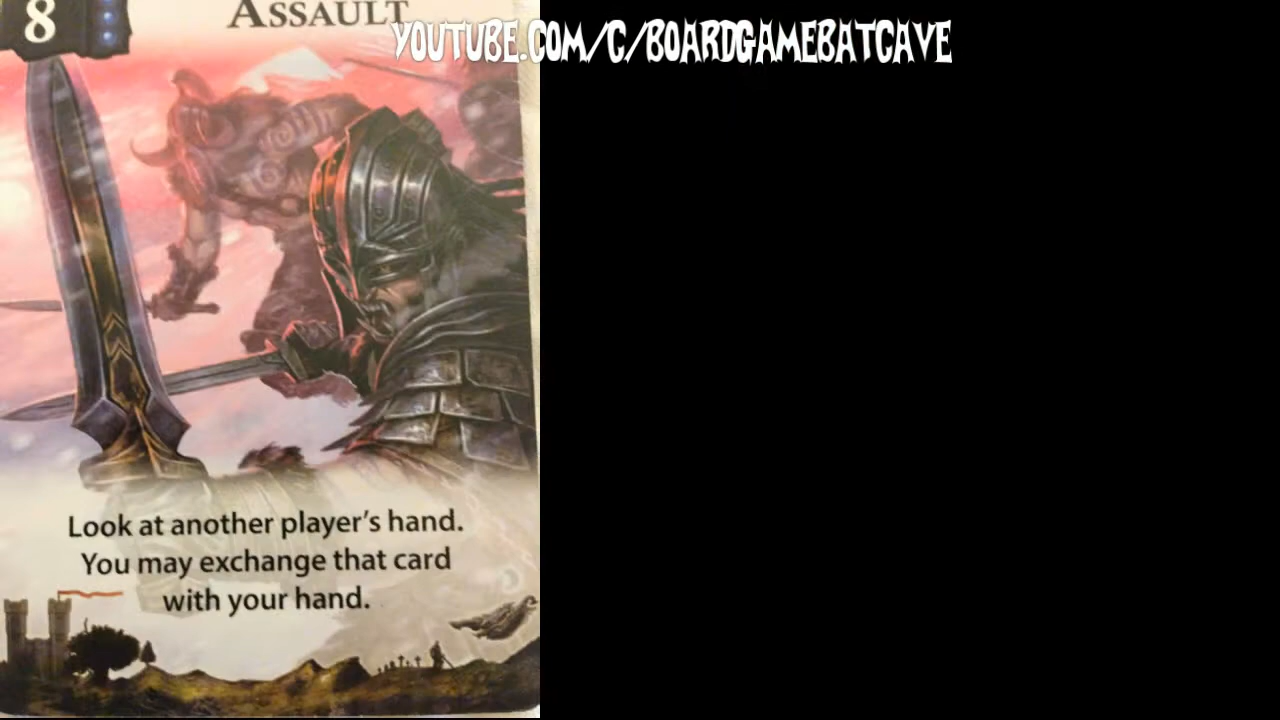 8
ASSAULT
YOUTUBE.COM/C/BOARDGAMEBATCAVE
Look at another player's hand.
You may exchange that card
with your hand.